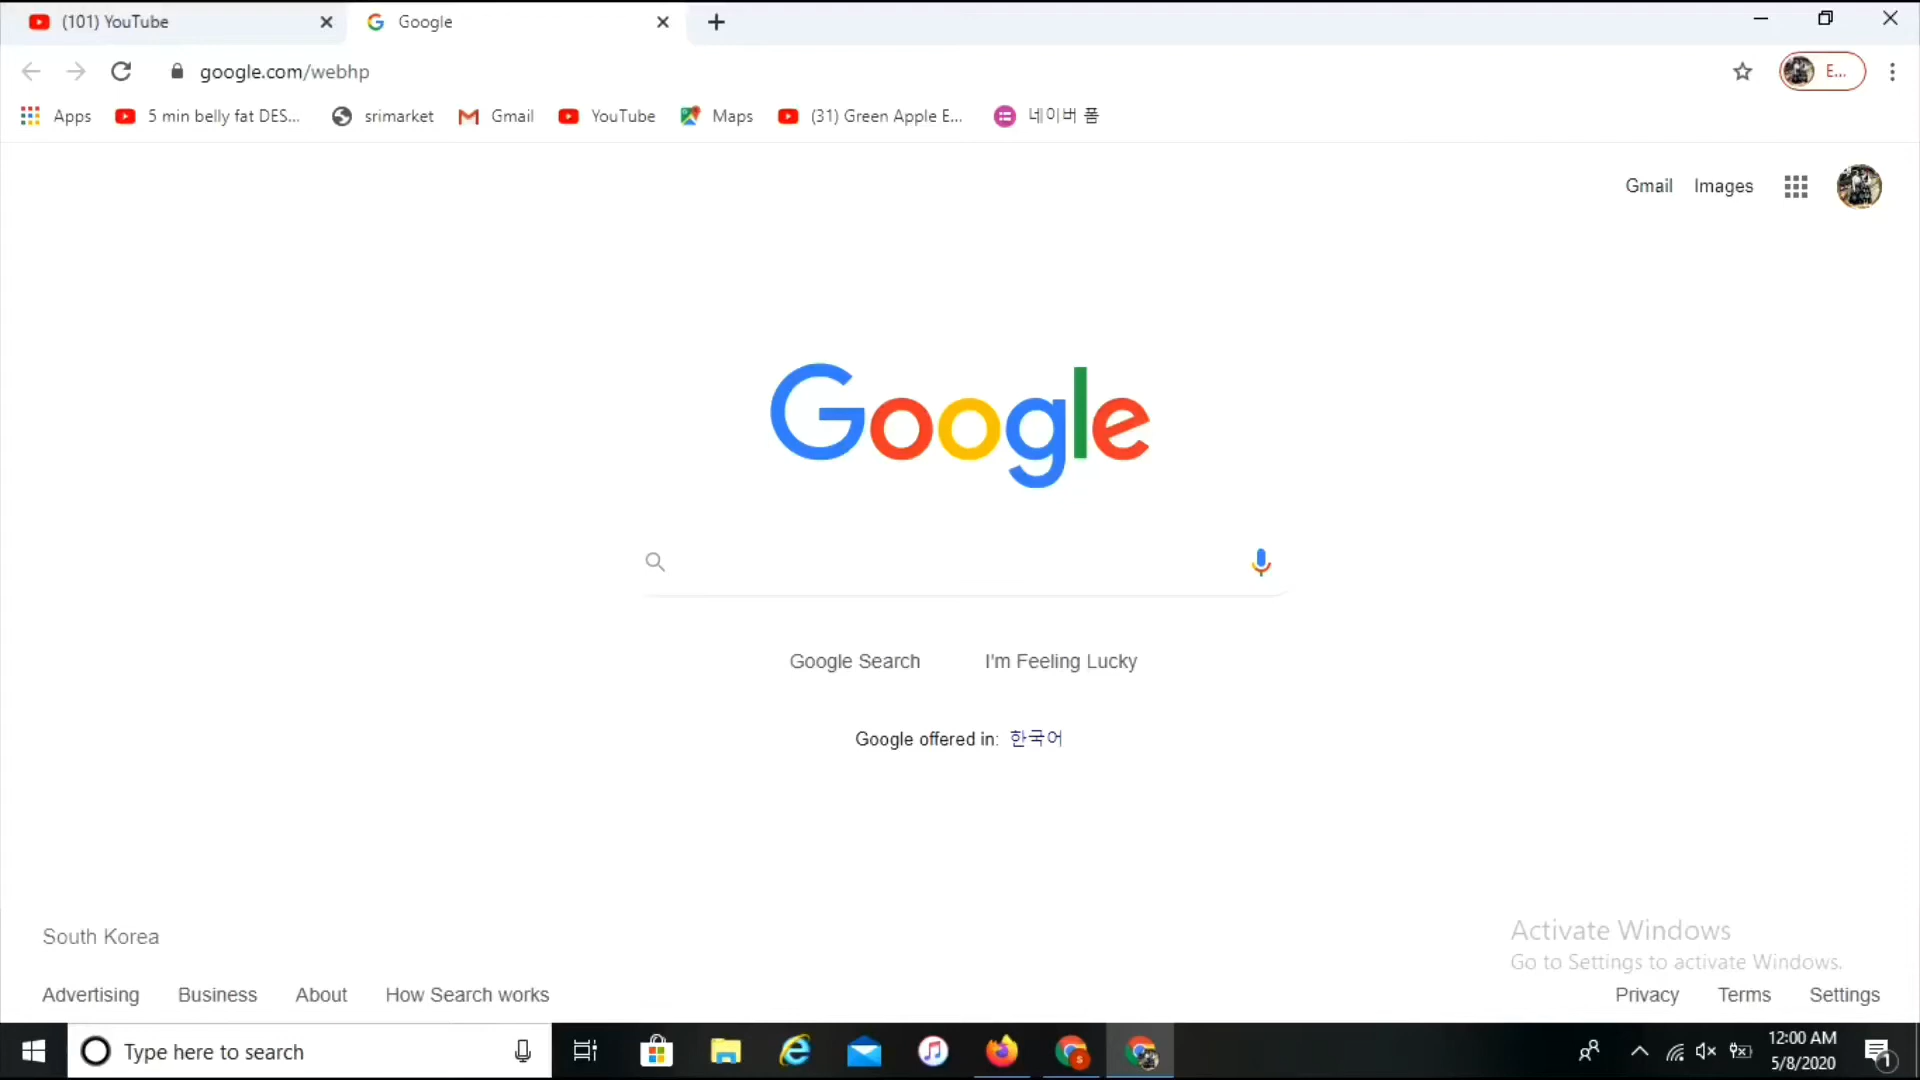 (101) YouTube
Google
google.com/webhp
E...
Apps
5 min belly fat DES...
srimarket
Gmail
YouTube
Maps
(31) Green Apple E...
네이버 폼
Gmail
Images
Google
Google Search
I'm Feeling Lucky
Google offered in: 한국어
South Korea
Activate Windows
Go to Settings to activate Windows.
Advertising
Business
About
How Search works
Privacy
Terms
Settings
Type here to search
S
12:00 AM
5/8/2020
1